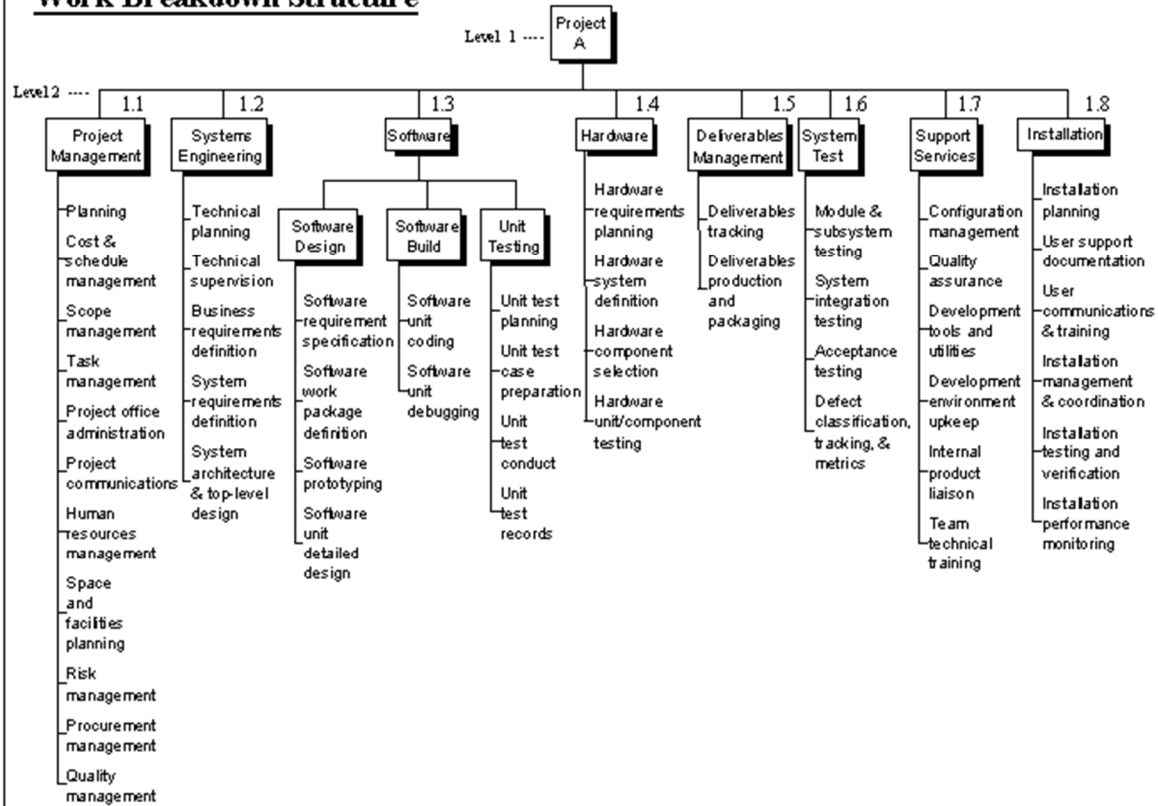 Work Breakdown Structure
Project
A
Level 1 ----
Level2 ----
1.1
1.2
1.3
1.4
1.5
1.6
1.7
1.8
Project
Management
Planning
Cost &
schedule
management
Scope
management
Task
management
Project office
administration
Project
communications
Human
resources
management
Space
and
facilities
planning
Risk
management
Procurement
management
Quality
management
Systems
Engineering
Technical
planning
Technical
supervision
Business
requirements
definition
System
requirements
definition
System
architecture
& top-level
design
Software
Software
Design
Software
requirement
specification
Software
work
package
definition
Software
prototyping
Software
unit
detailed
design
Software
Build
Software
unit
coding
Software
unit
debugging
Unit
Testing
Unit test
planning
Unit test
case
preparation
Unit
test
conduct
Unit
test
records
Hardware
Hardware
requirements
planning
Hardware
system
definition
Hardware
component
selection
Hardware
unit/component
testing
Deliverables
Management
Deliverables
tracking
Deliverables
production
and
packaging
System
Test
Module &
subsystem
testing
System
integration
testing
Acceptance
testing
Defect
classification,
tracking, &
metrics
Support
Services
Configuration
management
Quality
assurance
Development
tools and
utilities
Development
environment
upkeep
Internal
product
liaison
Team
technical
training
Installation
Installation
planning
User support
documentation
User
communications
& training
Installation
management
& coordination
Installation
testing and
verification
Installation
performance
monitoring